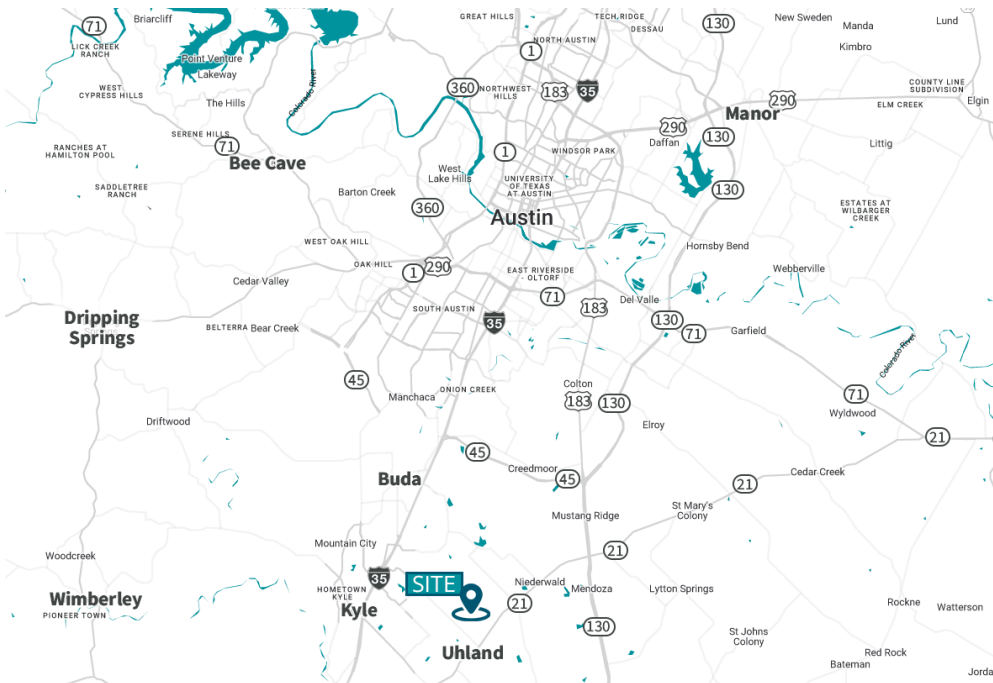 GREAT HILLS
TECH RIDGE
130
New Sweden
Lund
Briarcliff
71
DESSAU
Manda
LICK CREEK
RANCH
NORTH AUSTIN
1
Kimbro
Point Venture
Lakeway
WEST
CYPRESS HILLS
The Hills
Colorado River
360
NORTHWEST
HILLS
183
35
COUNTY LINE
SUBDIVISION
290
ELM CREEK
Elgin
Manor
SERENE HILLS
71
290
Daffan
130
Littig
RANCHES AT
HAMILTON POOL
Bee Cave
1
WINDSOR PARK
West
Lake Hills
UNIVERSITY
OF TEXAS
AT AUSTIN
SADDLETREE
RANCH
Barton Creek
130
360
Austin
ESTATES AT
WILBARGER
CREEK
WEST OAK HILL
Hornsby Bend
OAK HILL
1
290
EAST RIVERSIDE
- OLTORF
Webberville
Cedar Valley
71
Del Valle
183
SOUTH AUSTIN
35
130
71
Garfield
Dripping
Springs
BELTERRA
Bear Creek
Colorado River
45
Manchaca
ONION CREEK
Colton
183
130
71
Wyldwood
Driftwood
Elroy
21
45
Creedmoor
45
Cedar Creek
21
Buda
St Mary's
Colony
Mustang Ridge
Mountain City
21
Woodcreek
35
SITE
Niederwald
Mendoza
Lytton Springs
HOMETOWN
KYLE
Kyle
21
Wimberley
PIONEER TOWN
Rockne
Watterson
130
St Johns
Colony
Uhland
Red Rock
Bateman
Jorda